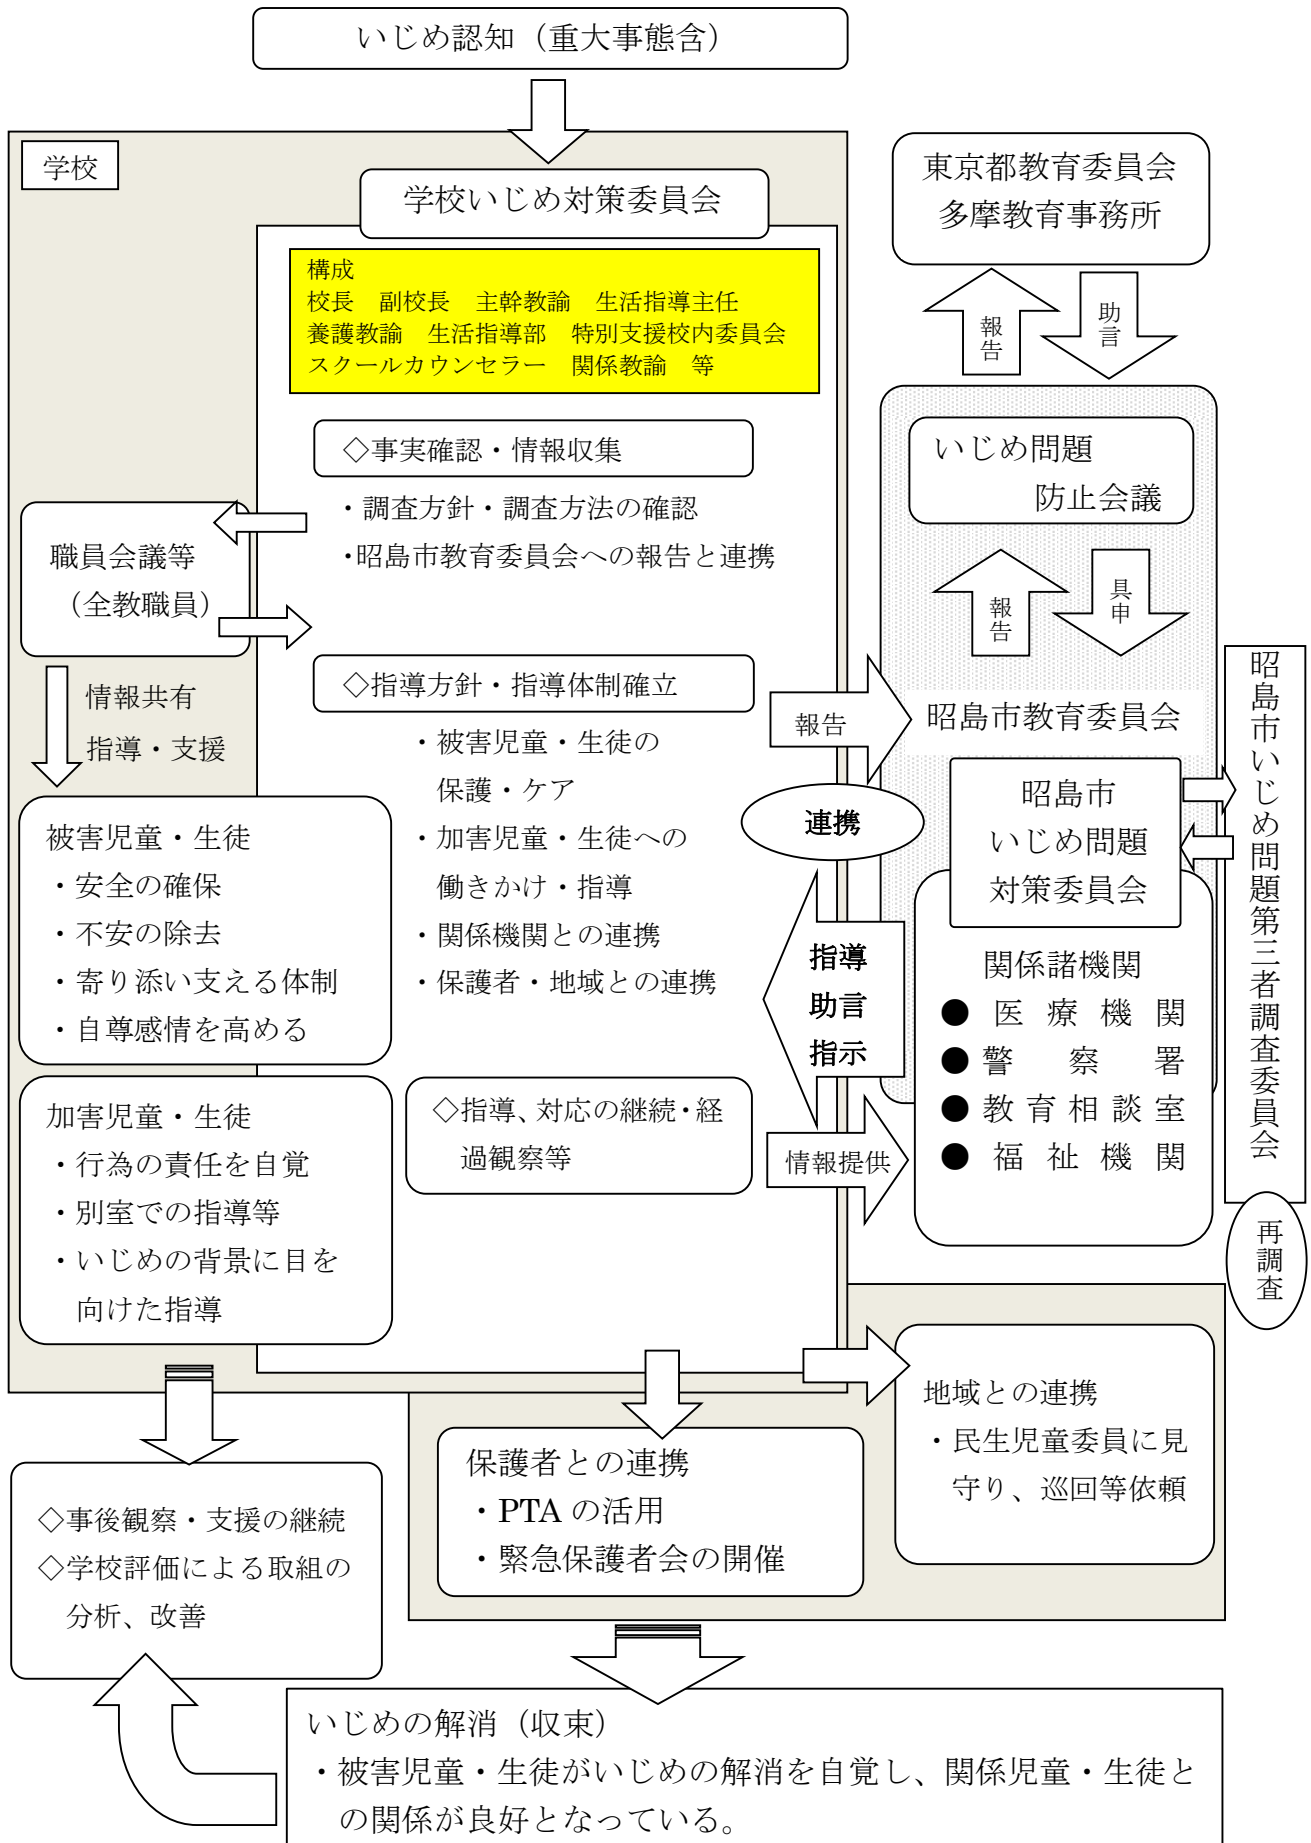 いじめ認知（重大事態含）
学校
学校いじめ対策委員会
構成
校長　副校長　主幹教諭　生活指導主任
養護教諭　生活指導部　特別支援校内委員会
スクールカウンセラー　関係教諭　等
◇事実確認・情報収集
・調査方針・調査方法の確認
・昭島市教育委員会への報告と連携
職員会議等
（全教職員）
情報共有
指導・支援
◇指導方針・指導体制確立
・被害児童・生徒の
保護・ケア
・加害児童・生徒への
働きかけ・指導
・関係機関との連携
・保護者・地域との連携
被害児童・生徒
・安全の確保
・不安の除去
・寄り添い支える体制
・自尊感情を高める
加害児童・生徒
・行為の責任を自覚
・別室での指導等
・いじめの背景に目を
向けた指導
◇指導、対応の継続・経
過観察等
報告
連携
指導
助言
指示
情報提供
東京都教育委員会
多摩教育事務所
報告
助言
いじめ問題
防止会議
報告
具申
昭島市教育委員会
昭島市
いじめ問題
対策委員会
関係諸機関
●医療機関
●警察署
●教育相談室
●福祉機関
昭島市いじめ問題第三者調査委員会
再調査
地域との連携
・民生児童委員に見
守り、巡回等依頼
保護者との連携
・PTA の活用
・緊急保護者会の開催
◇事後観察・支援の継続
◇学校評価による取組の
分析、改善
いじめの解消（収束）
・被害児童・生徒がいじめの解消を自覚し、関係児童・生徒と
の関係が良好となっている。